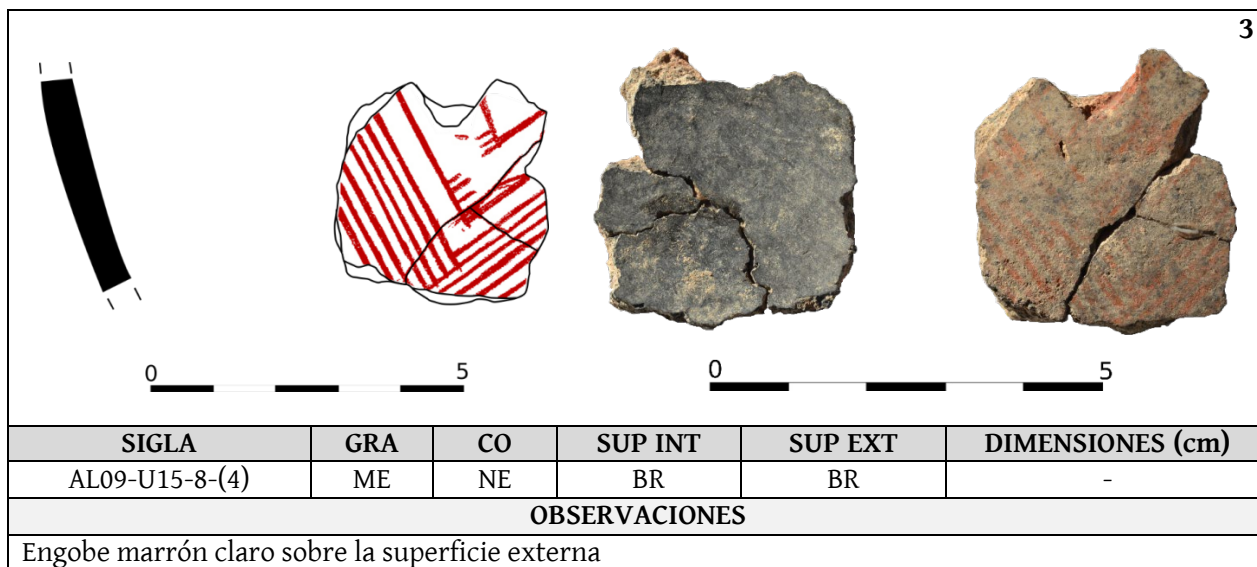 3
0 5
0 5
SIGLA GRA CO SUP INT SUP EXT DIMENSIONES (cm)
AL09-U15-8-(4) ME NE BR BR -
OBSERVACIONES
Engobe marrón claro sobre la superficie externa